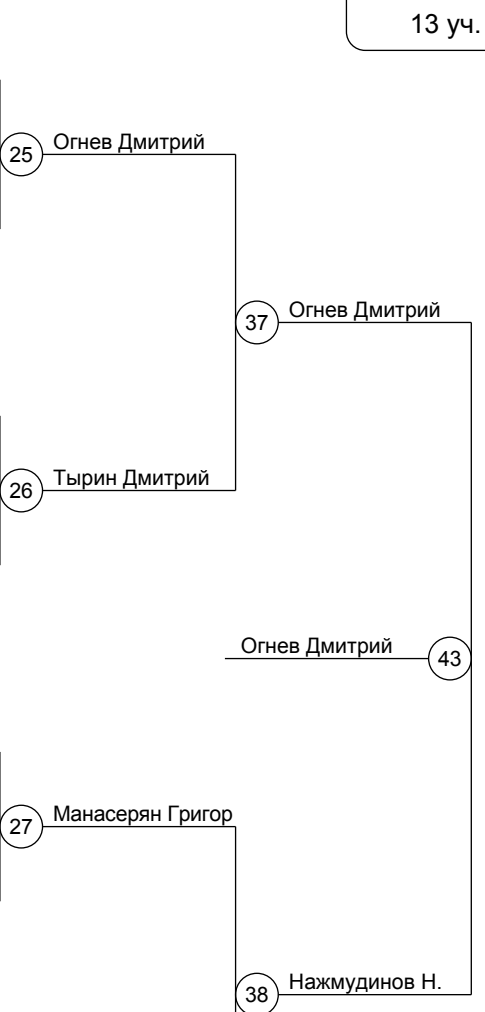 13 уч.
25
Огнев Дмитрий
37
Огнев Дмитрий
26
Тырин Дмитрий
Огнев Дмитрий
43
27
Манасерян Григор
38
Нажмудинов Н.